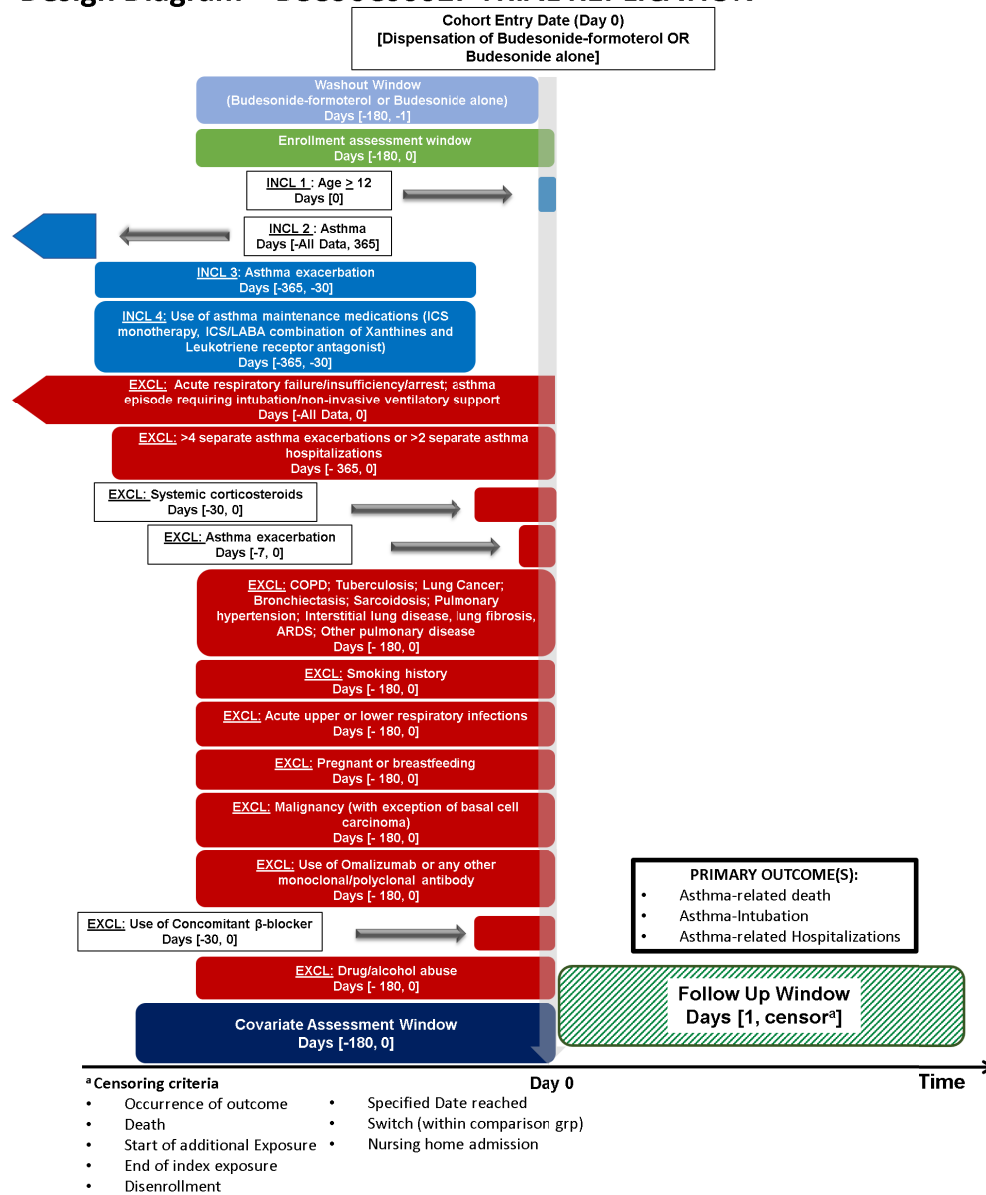 Cohort Entry Date (Day 0)
[Dispensation of Budesonide-formoterol OR
Budesonide alone]
Washout Window
(Budesonide-formoterol or Budesonide alone)
Days [-180, -1]
Enrollment assessment window
Days [-180, 0]
INCL 1 : Age > 12
Days [0]
INCL 2 : Asthma
Days [-All Data, 365]
INCL 3: Asthma exacerbation
Days [-365, -30]
INCL 4: Use of asthma maintenance medications (ICS
monotherapy, ICS/LABA combination of Xanthines and
Leukotriene receptor antagonist)
Days [-365, -30]
EXCL: Acute respiratory failure/insufficiency/arrest; asthma
episode requiring intubation/non-invasive ventilatory support
Days [-All Data, 0]
EXCL: >4 separate asthma exacerbations or >2 separate asthma
hospitalizations
Days [- 365, 0]
EXCL: Systemic corticosteroids
Days [-30, 0]
EXCL: Asthma exacerbation
Days [-7, 0]
EXCL: COPD; Tuberculosis; Lung Cancer;
Bronchiectasis; Sarcoidosis; Pulmonary
hypertension; Interstitial lung disease, lung fibrosis,
ARDS; Other pulmonary disease
Days [- 180, 0]
EXCL: Smoking history
Days [- 180, 0]
EXCL: Acute upper or lower respiratory infections
Days [- 180, 0]
EXCL: Pregnant or breastfeeding
Days [- 180, 0]
EXCL: Malignancy (with exception of basal cell
carcinoma)
Days [- 180, 0]
EXCL: Use of Omalizumab or any other
monoclonal/polyclonal antibody
Days [- 180, 0]
EXCL: Use of Concomitant β-blocker
Days [-30, 0]
EXCL: Drug/alcohol abuse
Days [- 180, 0]
Covariate Assessment Window
Days [-180, 0]
PRIMARY OUTCOME(S):
• Asthma-related death
• Asthma-Intubation
• Asthma-related Hospitalizations
Follow Up Window
Days [1, censorª]
Day 0
Time
ª Censoring criteria
• Occurrence of outcome
• Death
• Start of additional Exposure
• End of index exposure
• Disenrollment
• Specified Date reached
• Switch (within comparison grp)
• Nursing home admission